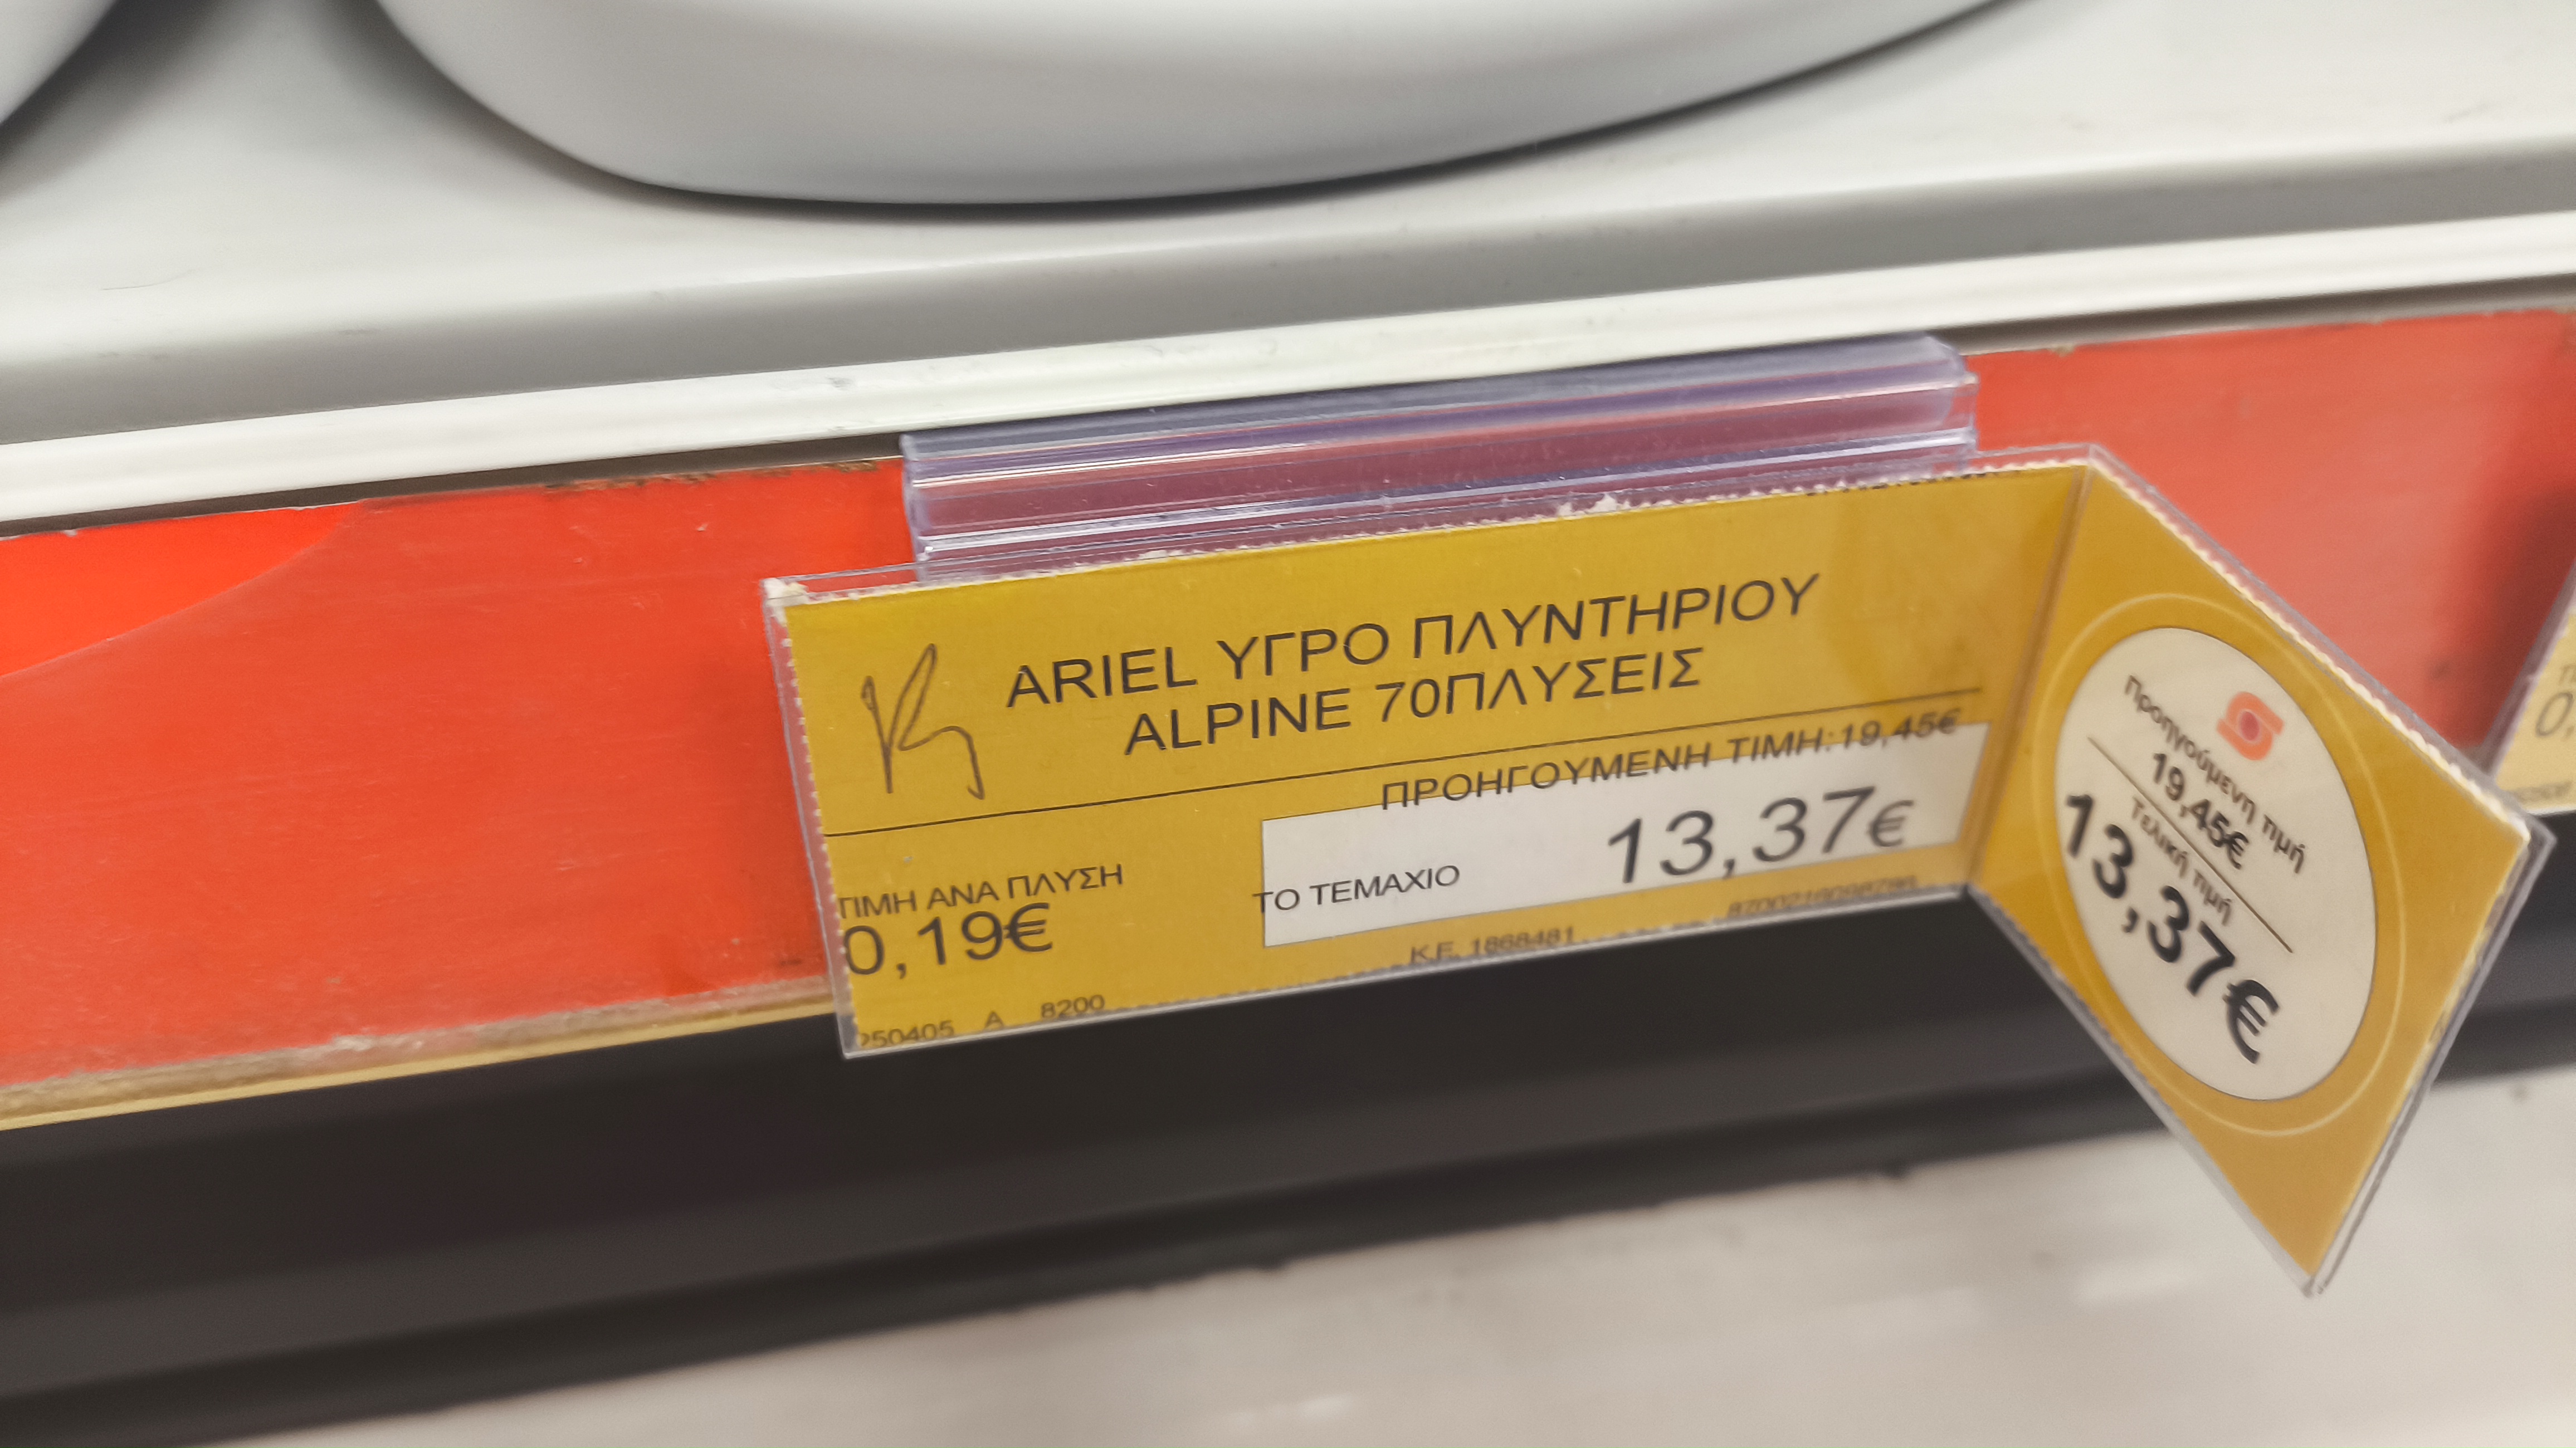 ARIEL ΥΓΡΟ ΠΛΥΝΤΗΡΙΟΥ
ALPINE 70ΠΛΥΣΕΙΣ
ΠΡΟΗΓΟΥΜΕΝΗ ΤΙΜΗ:19,45€
ΤΙΜΗ ΑΝΑ ΠΛΥΣΗ
0,19€
ΤΟ ΤΕΜΑΧΙΟ
13,37€
Κ.Ε. 1868481
250405 A 8200
Προηγούμενη τιμή
19,45€
Τελική τιμή
13,37€